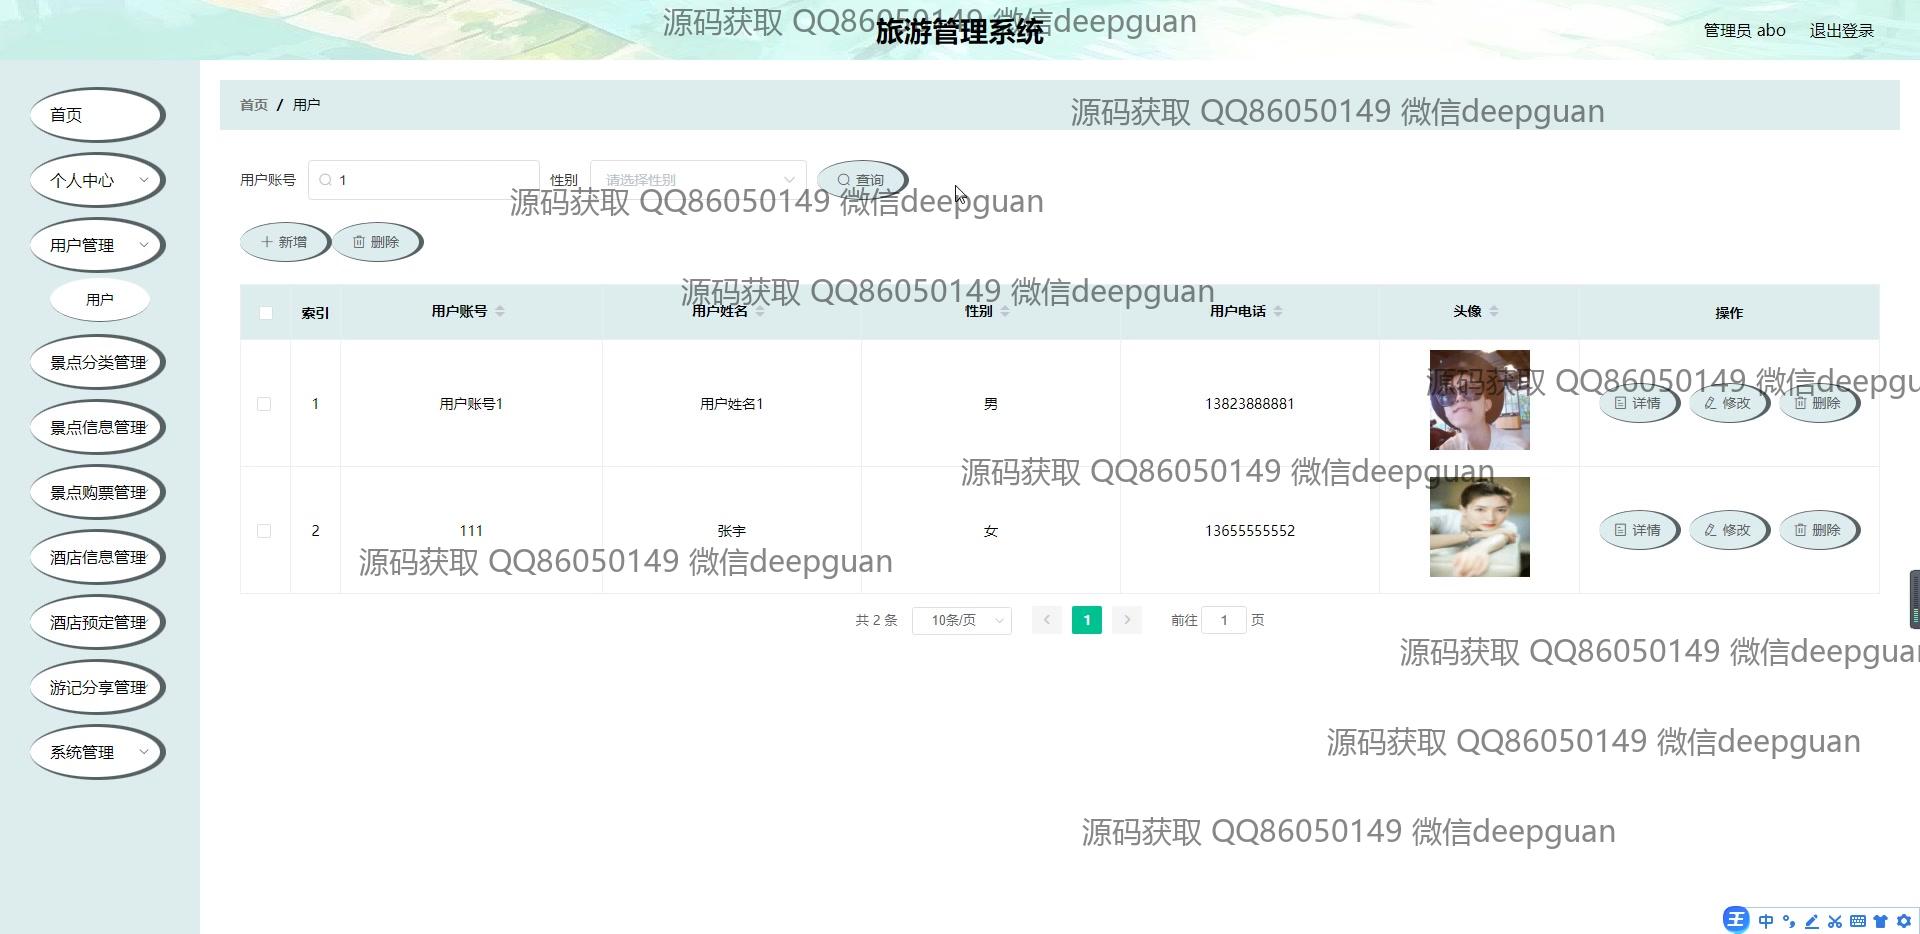 源码获取 QQ86050149 微信deepguan
旅游管理系统
管理员 abo 退出登录
首页 / 用户
源码获取 QQ86050149 微信deepguan
首页
个人中心
用户管理
用户
景点分类管理
景点信息管理
景点购票管理
酒店信息管理
酒店预定管理
游记分享管理
系统管理
用户账号 1 性别 请选择性别 查询
源码获取 QQ86050149 微信deepguan
新增 删除
源码获取 QQ86050149 微信deepguan
索引 用户账号 用户姓名 性别 用户电话 头像 操作
源码获取 QQ86050149 微信deepgu
1 用户账号1 用户姓名1 男 13823888881 详情 修改 删除
源码获取 QQ86050149 微信deepguan
2 111 张宇 女 13655555552 详情 修改 删除
源码获取 QQ86050149 微信deepguan
共 2 条 10条/页 1 前往 1 页
源码获取 QQ86050149 微信deepguan
源码获取 QQ86050149 微信deepguan
源码获取 QQ86050149 微信deepguan
王 中